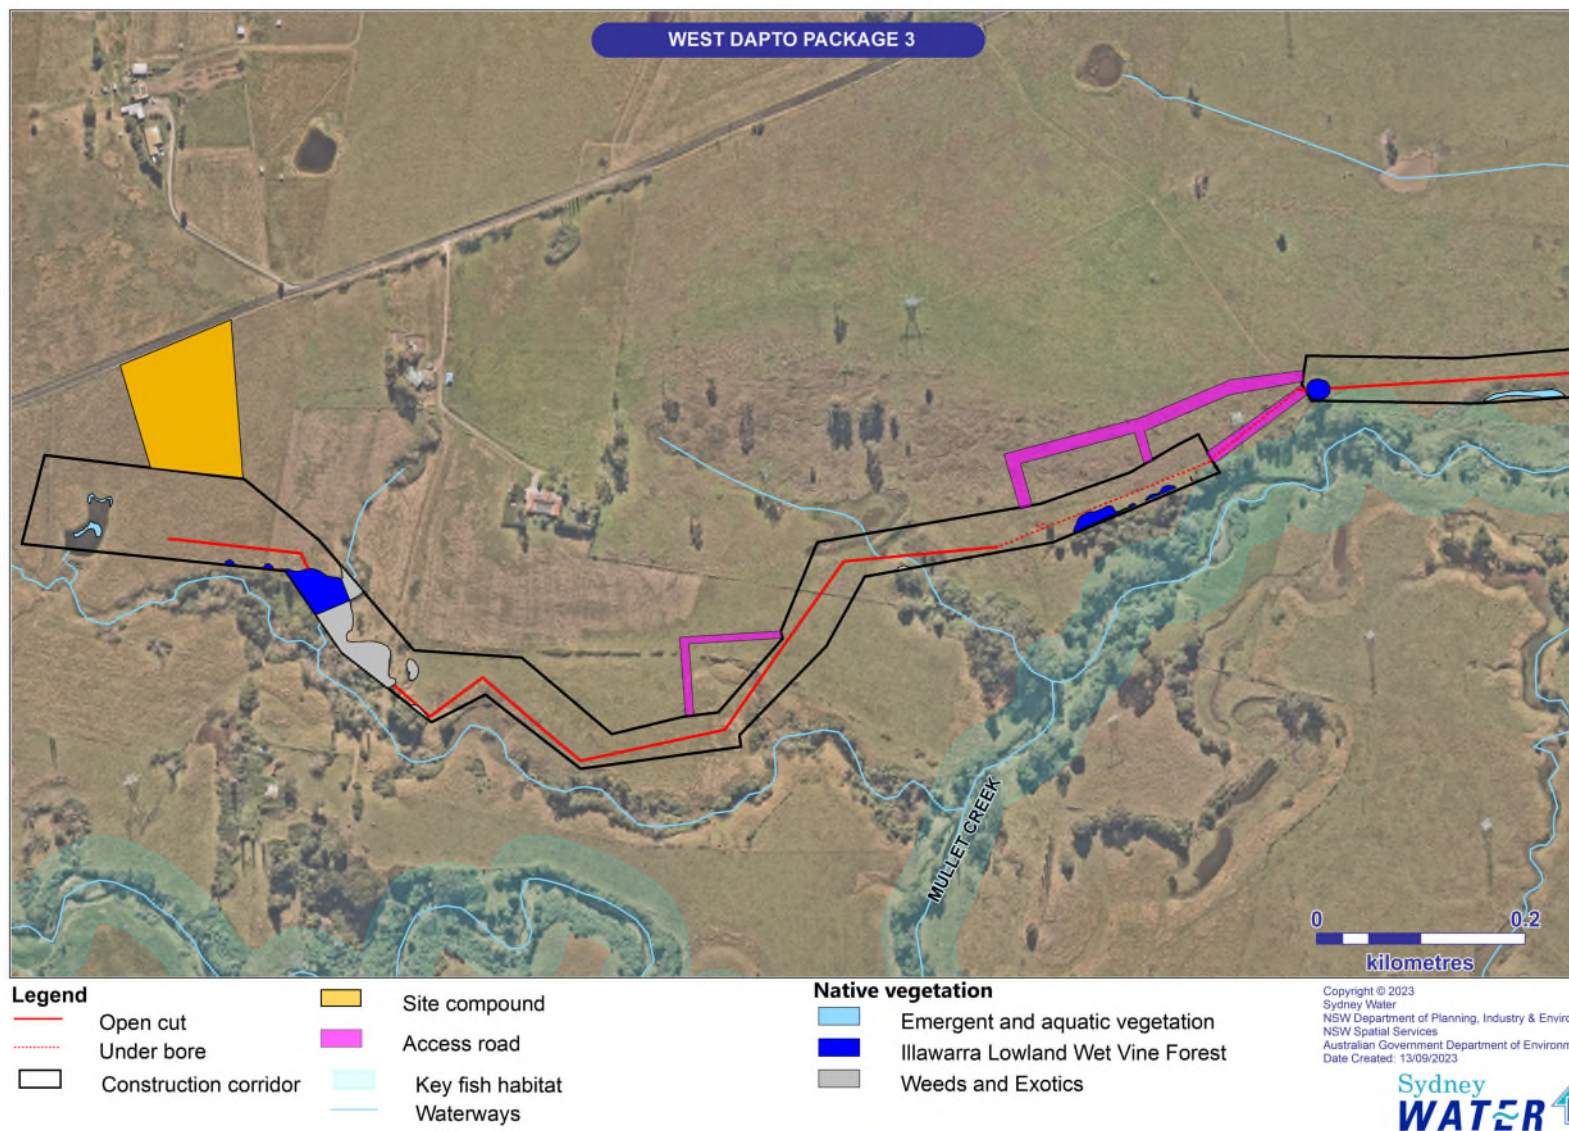 WEST DAPTO PACKAGE 3
MULLET CREEK
0 0.2
kilometres
Legend
Open cut
Under bore
Construction corridor
Site compound
Access road
Key fish habitat
Waterways
Native vegetation
Emergent and aquatic vegetation
Illawarra Lowland Wet Vine Forest
Weeds and Exotics
Copyright © 2023
Sydney Water
NSW Department of Planning, Industry & Enviro
NSW Spatial Services
Australian Government Department of Environm
Date Created: 13/09/2023
Sydney
WATER